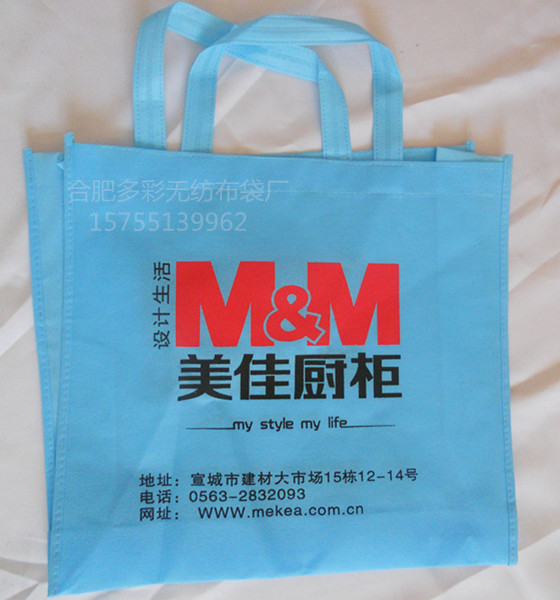 合肥多彩无纺布袋厂
15755139962
设计生活
M&M
美佳厨柜
my style my life
地址：宣城市建材大市场15栋12-14号
电话：0563-2832093
网址： WWW.mekea.com.cn